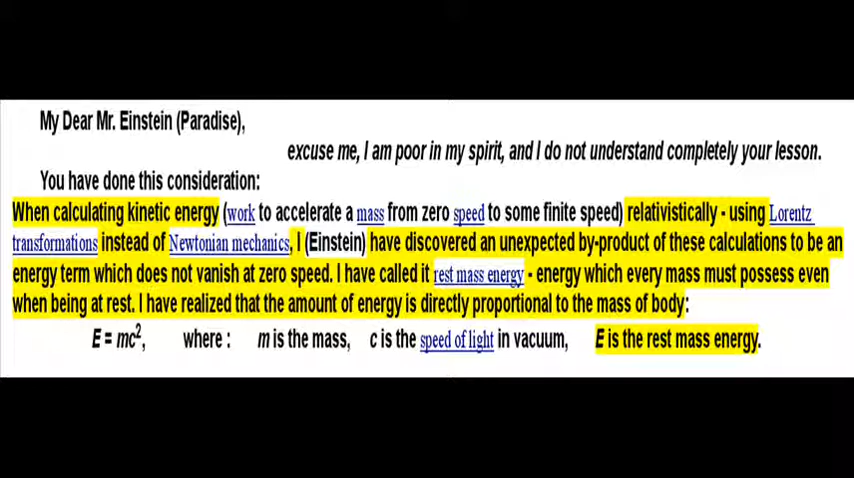 My Dear Mr. Einstein (Paradise),
excuse me, I am poor in my spirit, and I do not understand completely your lesson.
You have done this consideration:
When calculating kinetic energy (work to accelerate a mass from zero speed to some finite speed) relativistically - using Lorentz
transformations instead of Newtonian mechanics, I (Einstein) have discovered an unexpected by-product of these calculations to be an
energy term which does not vanish at zero speed. I have called it rest mass energy - energy which every mass must possess even
when being at rest. I have realized that the amount of energy is directly proportional to the mass of body:
E = mc², where : m is the mass, c is the speed of light in vacuum, E is the rest mass energy.